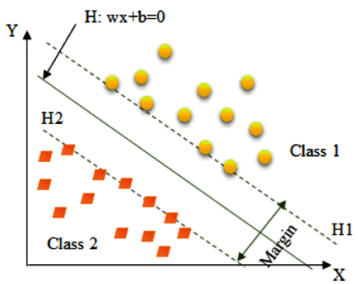 Y
H: wx+b=0
H2
Class 1
Class 2
Margin
H1
X